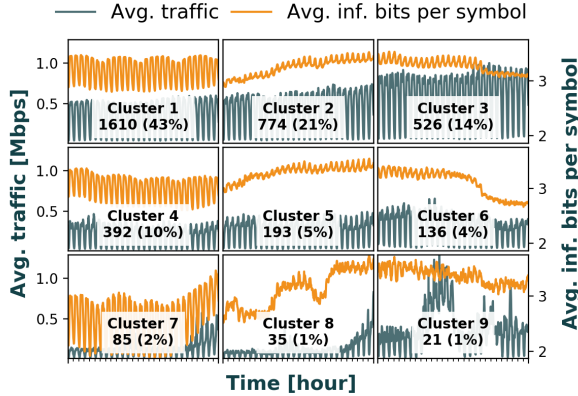 Avg. traffic Avg. inf. bits per symbol
Avg. traffic [Mbps]
1.0
0.5
Cluster 1
1610 (43%)
Cluster 2
774 (21%)
Cluster 3
526 (14%)
3
2
1.0
0.5
Cluster 4
392 (10%)
Cluster 5
193 (5%)
Cluster 6
136 (4%)
3
2
1.0
0.5
Cluster 7
85 (2%)
Cluster 8
35 (1%)
Cluster 9
21 (1%)
3
2
Avg. inf. bits per symbol
Time [hour]